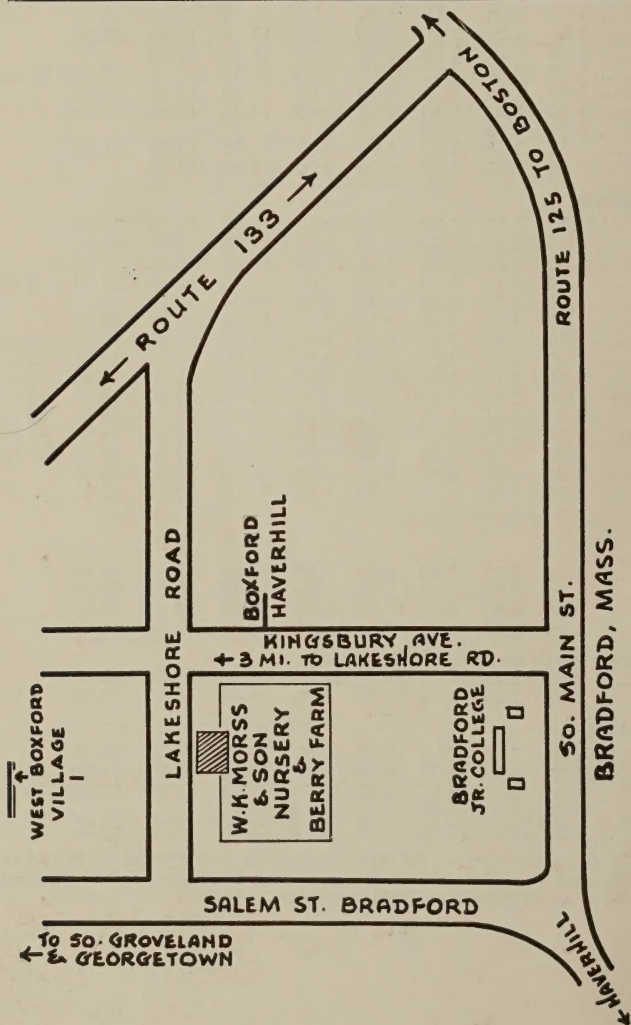 ROUTE 125 TO BOSTON
ROUTE 133
BOXFORD
HAVERHILL
LAKESHORE ROAD
KINGSBURY AVE.
3 MI. TO LAKESHORE RD.
SO. MAIN ST.
BRADFORD, MASS.
WEST BOXFORD
VILLAGE
W.K. MORSS
& SON
NURSERY
&
BERRY FARM
BRADFORD
JR. COLLEGE
SALEM ST. BRADFORD
TO SO. GROVELAND
& GEORGETOWN
HAVERHILL